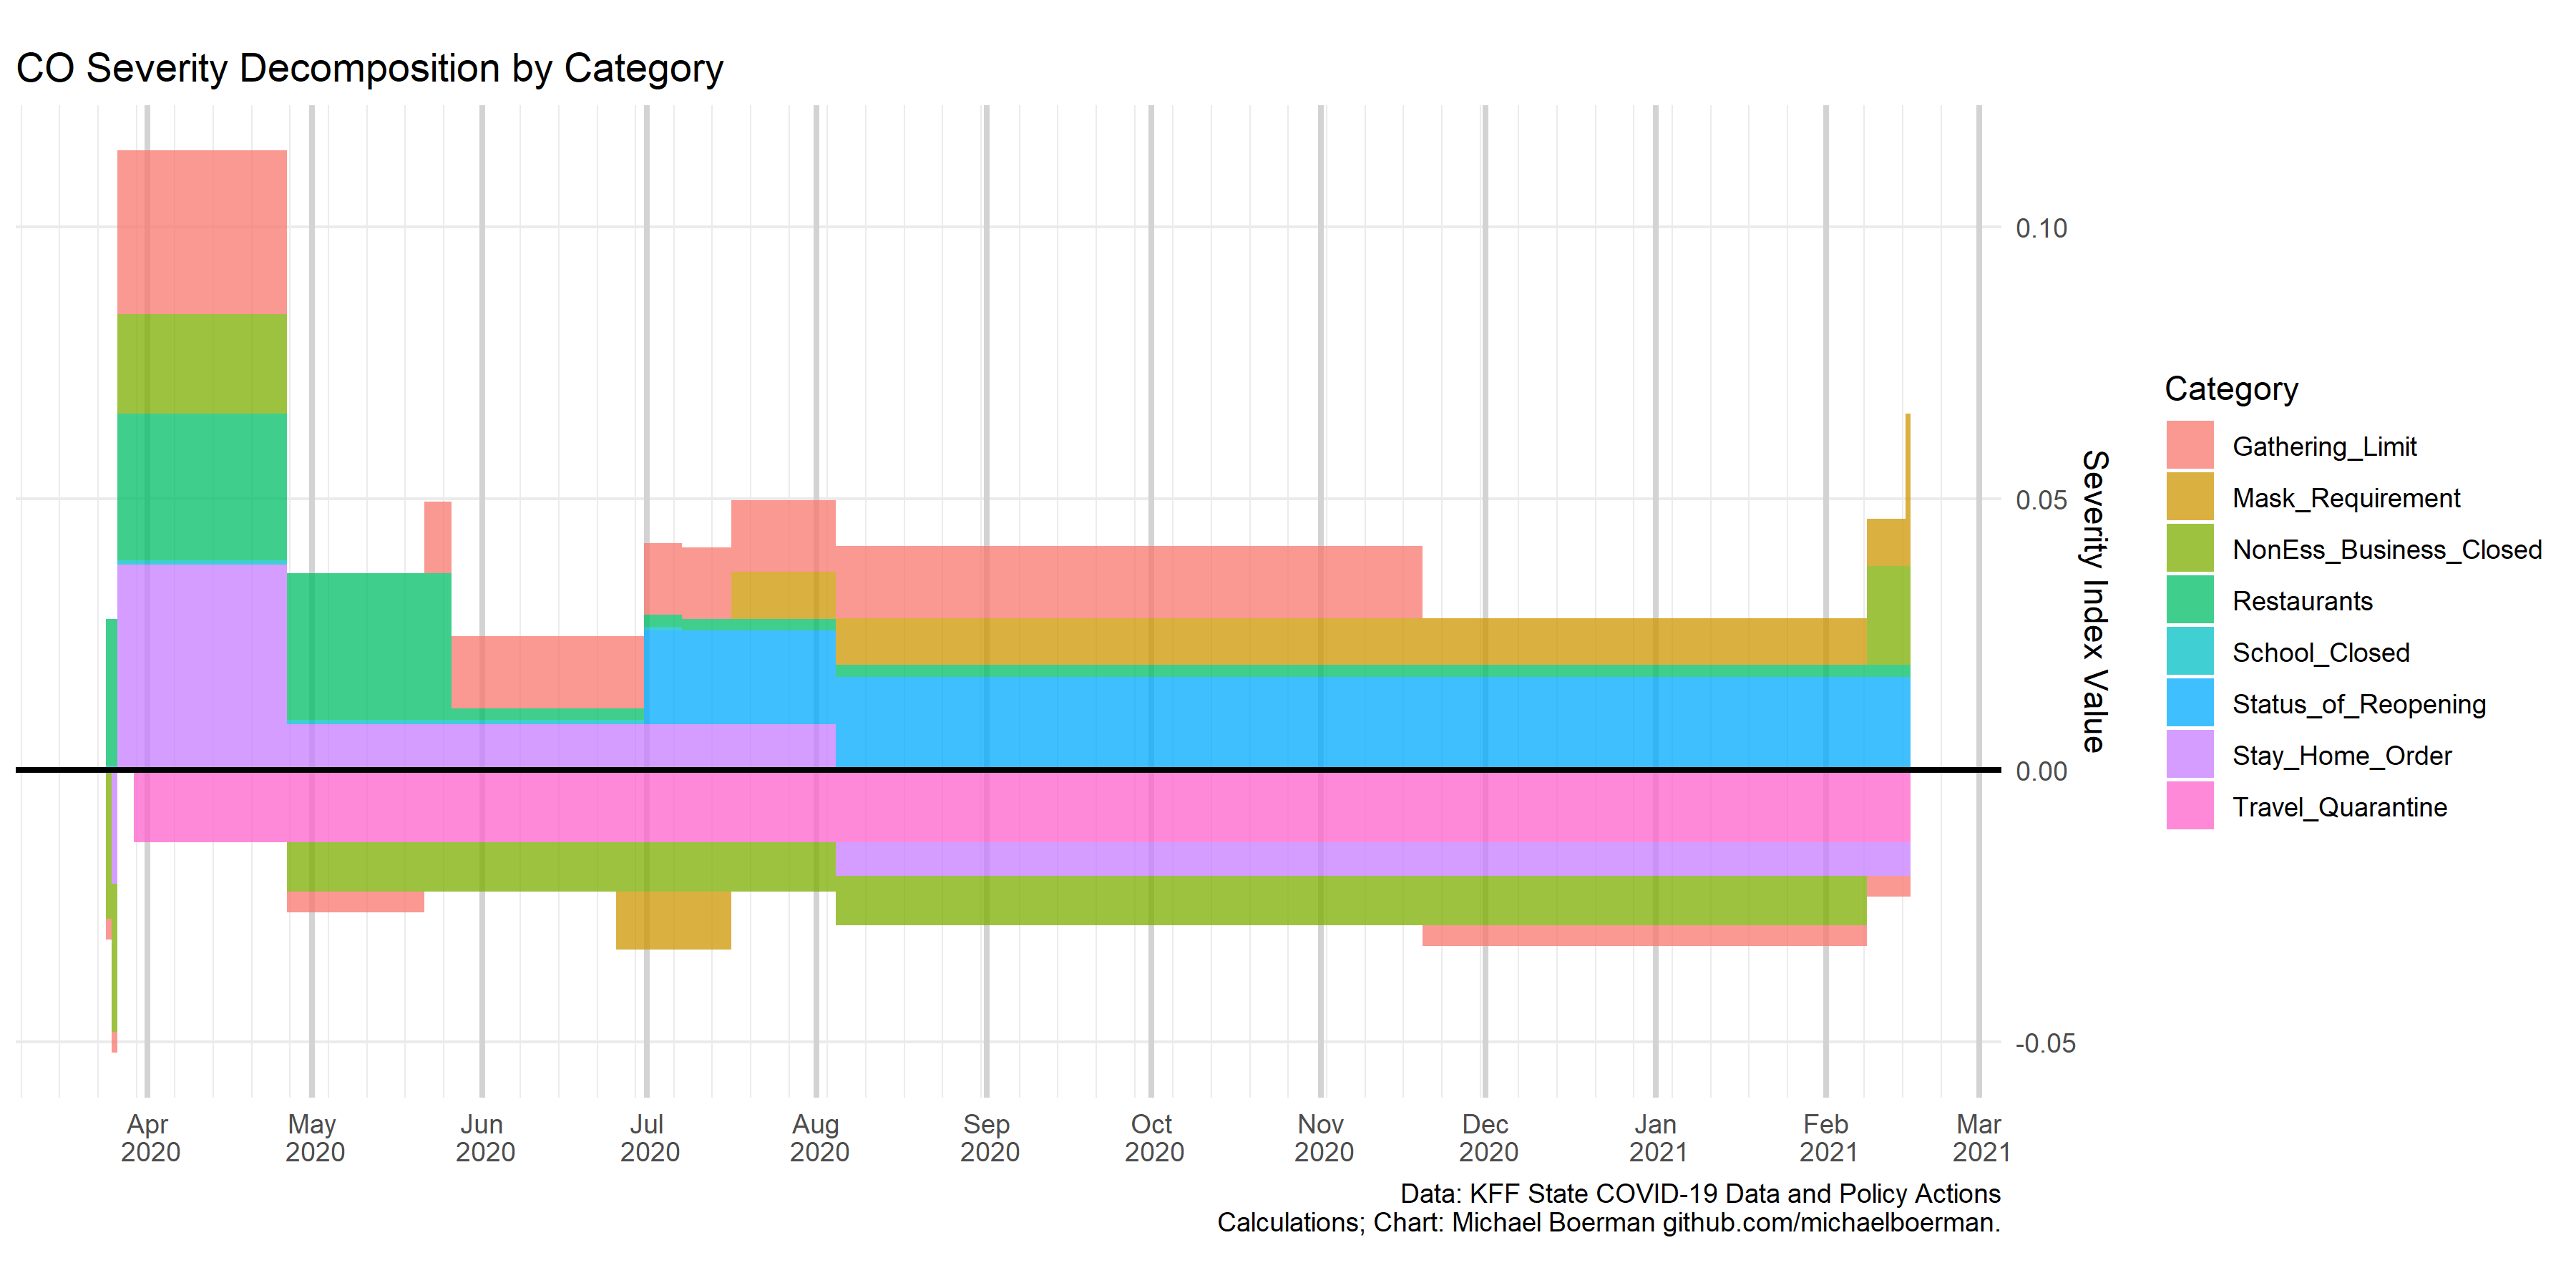 CO Severity Decomposition by Category
0.10
0.05
0.00
-0.05
Severity Index Value
Apr
2020
May
2020
Jun
2020
Jul
2020
Aug
2020
Sep
2020
Oct
2020
Nov
2020
Dec
2020
Jan
2021
Feb
2021
Mar
2021
Category
Gathering_Limit
Mask_Requirement
NonEss_Business_Closed
Restaurants
School_Closed
Status_of_Reopening
Stay_Home_Order
Travel_Quarantine
Data: KFF State COVID-19 Data and Policy Actions
Calculations; Chart: Michael Boerman github.com/michaelboerman.